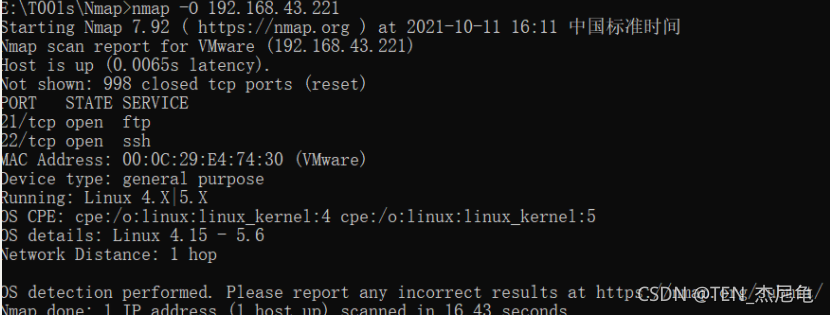 E:\TOOls\Nmap>nmap -O 192.168.43.221
Starting Nmap 7.92 ( https://nmap.org ) at 2021-10-11 16:11 中国标准时间
Nmap scan report for VMware (192.168.43.221)
Host is up (0.0065s latency).
Not shown: 998 closed tcp ports (reset)
PORT   STATE SERVICE
21/tcp open  ftp
22/tcp open  ssh
MAC Address: 00:0C:29:E4:74:30 (VMware)
Device type: general purpose
Running: Linux 4.X|5.X
OS CPE: cpe:/o:linux:linux_kernel:4 cpe:/o:linux:linux_kernel:5
OS details: Linux 4.15 - 5.6
Network Distance: 1 hop
OS detection performed. Please report any incorrect results at https://nmap.org/submit/
CSDN @TEN_杰尼龟
Nmap done: 1 IP address (1 host up) scanned in 16.43 seconds